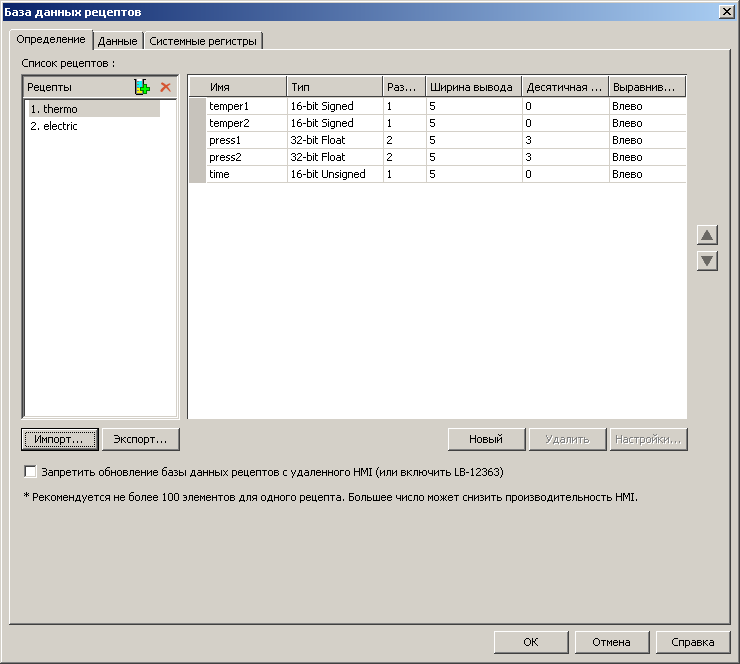 База данных рецептов
Определение Данные Системные регистры
Список рецептов :
Рецепты
1. thermo
2. electric
Имя Тип Раз... Ширина вывода Десятичная ... Выравнив...
temper1 16-bit Signed 1 5 0 Влево
temper2 16-bit Signed 1 5 0 Влево
press1 32-bit Float 2 5 3 Влево
press2 32-bit Float 2 5 3 Влево
time 16-bit Unsigned 1 5 0 Влево
Импорт... Экспорт... Новый Удалить Настройки...
Запретить обновление базы данных рецептов с удаленного HMI (или включить LB-12363)
* Рекомендуется не более 100 элементов для одного рецепта. Большее число может снизить производительность HMI.
ОК Отмена Справка